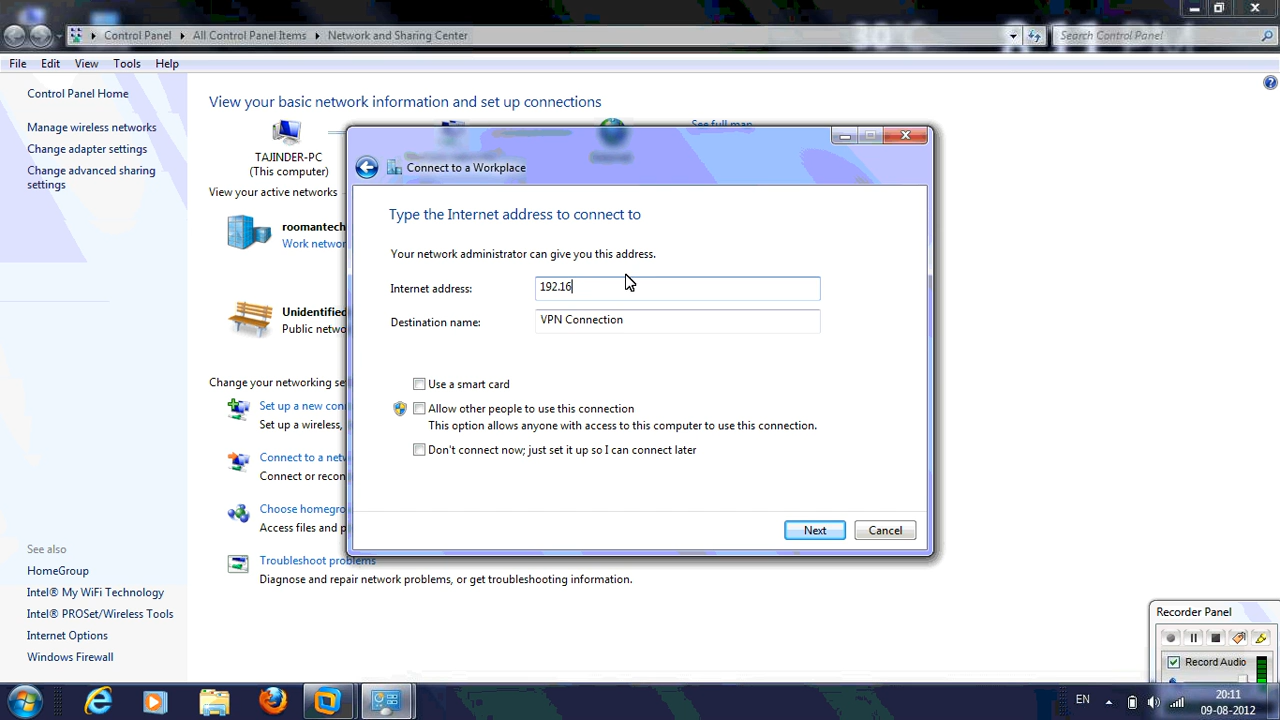 Control Panel
All Control Panel Items
Network and Sharing Center
Search Control Panel
File Edit View Tools Help
Control Panel Home
Manage wireless networks
Change adapter settings
Change advanced sharing
settings
View your basic network information and set up connections
See full map
TAJINDER-PC
(This computer)
Internet
View your active networks
roomantech
Work networ
Unidentified
Public netwo
Change your networking se
Set up a new con
Set up a wireless,
Connect to a netw
Connect or recon
Choose homegro
Access files and p
Troubleshoot problems
Diagnose and repair network problems, or get troubleshooting information.
Connect to a Workplace
Type the Internet address to connect to
Your network administrator can give you this address.
Internet address: 192.16
Destination name: VPN Connection
Use a smart card
Allow other people to use this connection
This option allows anyone with access to this computer to use this connection.
Don't connect now; just set it up so I can connect later
Next Cancel
See also
HomeGroup
Intel® My WiFi Technology
Intel® PROSet/Wireless Tools
Internet Options
Windows Firewall
Recorder Panel
Record Audio
EN
20:11
09-08-2012